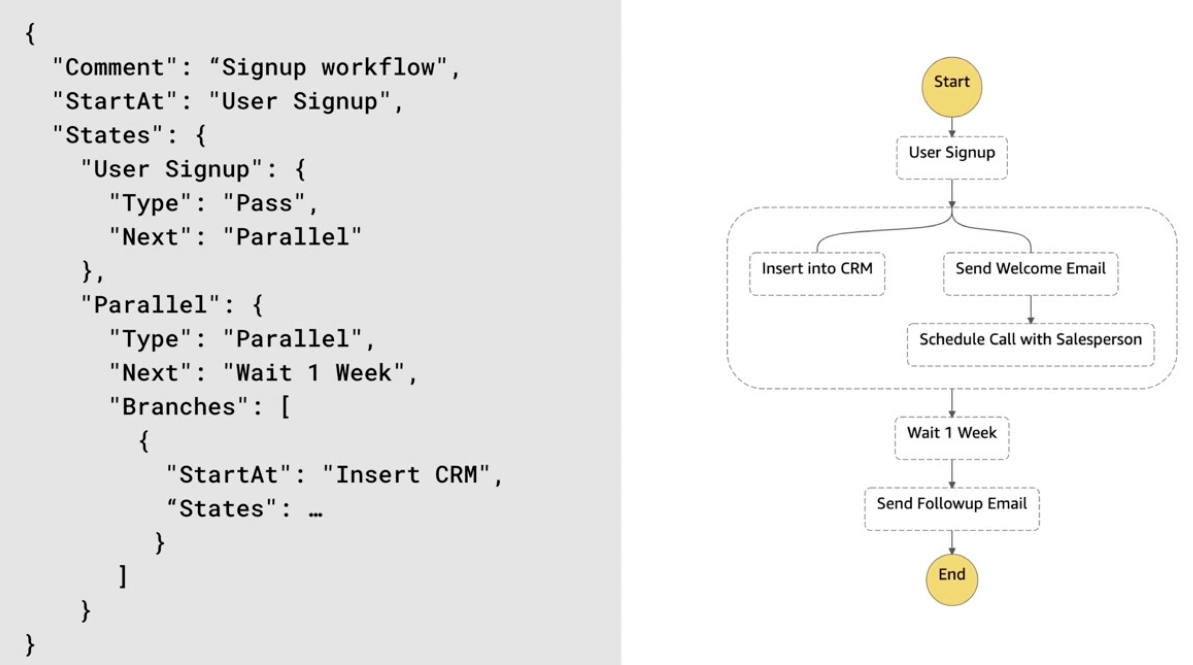 {
"Comment": “Signup workflow",
"StartAt": "User Signup",
"States": {
"User Signup": {
"Type": "Pass",
"Next": "Parallel"
},
"Parallel": {
"Type": "Parallel",
"Next": "Wait 1 Week",
"Branches": [
{
"StartAt": "Insert CRM",
“States": …
}
]
}
}
Start
User Signup
Insert into CRM
Send Welcome Email
Schedule Call with Salesperson
Wait 1 Week
Send Followup Email
End